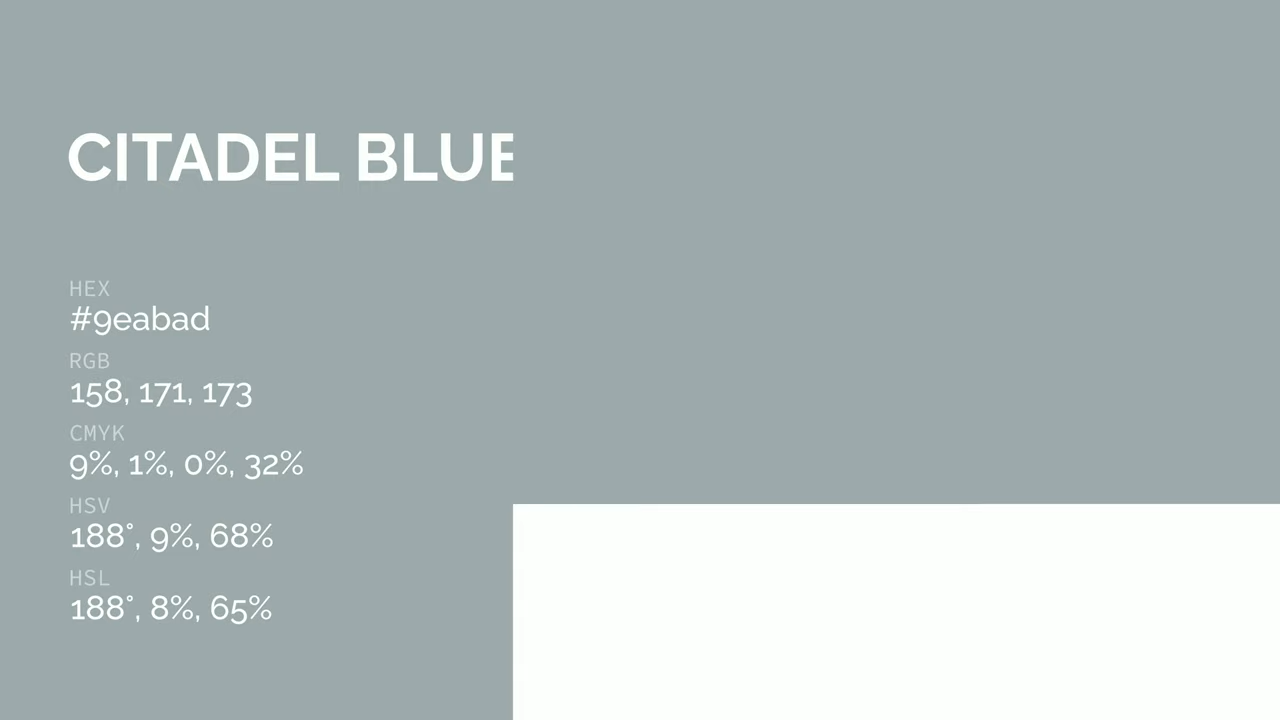 CITADEL BLUE
HEX
#9eabad
RGB
158, 171, 173
CMYK
9%, 1%, 0%, 32%
HSV
188°, 9%, 68%
HSL
188°, 8%, 65%